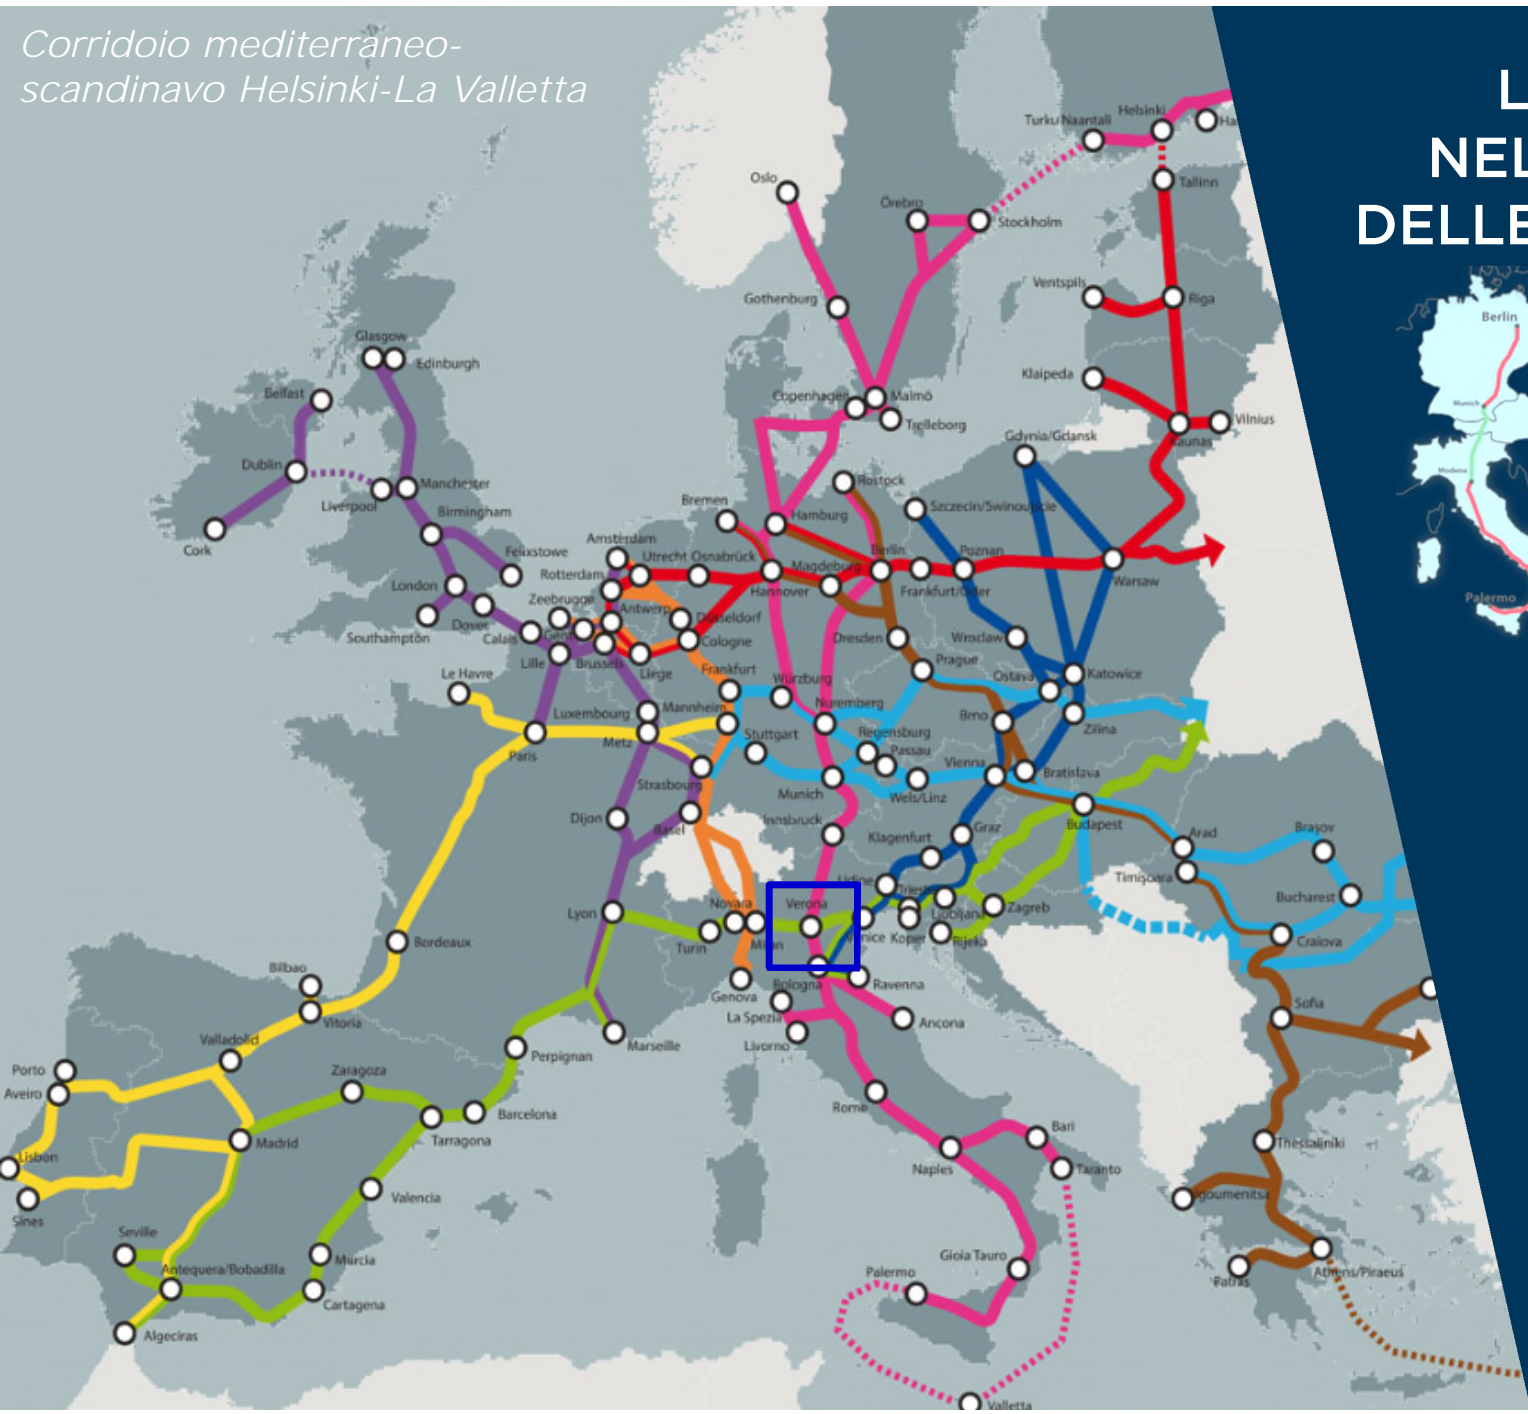 Corridoio mediterraneo-
scandinavo Helsinki-La Valletta
L
NEL
DELLE
Helsinki
Turku Naantali
Ha
Oslo
Tallinn
Örebro
Stockholm
Ventspils
Riga
Gothenburg
Berlin
Glasgow
Edinburgh
Klaipeda
Belfast
Copenhagen
Malmö
Trelleborg
Vilnius
Kaunas
Munich
Gdynia/Gdansk
Dublin
Modena
Manchester
Liverpool
Rostock
Birmingham
Bremen
Hamburg
Szczecin/Swinoujscie
Cork
Amsterdam
Felixstowe
Utrecht
Osnabrück
Magdeburg
Berlin
Poznan
Rotterdam
London
Hannover
Frankfurt/Oder
Warsaw
Zeebrugge
Palermo
Antwerp
Düsseldorf
Dover
Southampton
Calais
Gent
Cologne
Dresden
Wroclaw
Lille
Brussels
Liege
Prague
Frankfurt
Le Havre
Würzburg
Ostava
Katowice
Luxembourg
Mannheim
Nuremberg
Brno
Zilina
Metz
Stuttgart
Regensburg
Paris
Passau
Vienna
Bratislava
Strasbourg
Munich
Wels/Linz
Dijon
Basel
Innsbruck
Klagenfurt
Graz
Budapest
Arad
Brașov
Timișoara
Udine
Trieste
Bucharest
Lyon
Novara
Verona
Ljubljana
Zagreb
Turin
Milan
Venice
Koper
Rijeka
Craiova
Bordeaux
Bilbao
Bologna
Ravenna
Genova
Sofia
La Spezia
Vitoria
Ancona
Valladolid
Livorno
Marseille
Perpignan
Porto
Zaragoza
Aveiro
Rome
Barcelona
Bari
Madrid
Tarragona
Thessaliniki
Lisbon
Naples
Taranto
Valencia
Igoumenitsa
Sines
Seville
Gioia Tauro
Murcia
Antequera/Bobadilla
Palermo
Athens/Piraeus
Patras
Cartagena
Algeciras
Valletta